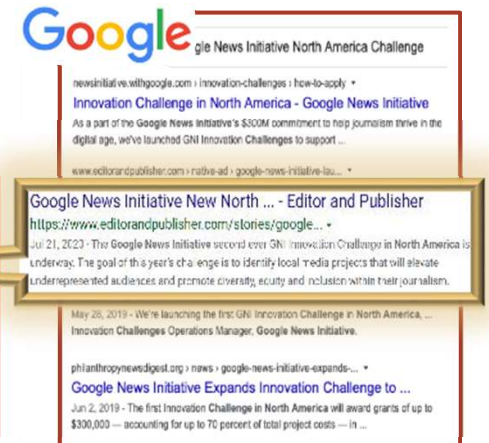 Google
gle News Initiative North America Challenge
newsinitiative.withgoogle.com › innovation-challenges › how-to-apply
Innovation Challenge in North America - Google News Initiative
As a part of the Google News Initiative's $300M commitment to help journalism thrive in the
digital age, we've launched GNI Innovation Challenges to support ...
www.editorandpublisher.com › native-ad › google-news-initiative-lau...
Google News Initiative New North ... - Editor and Publisher
https://www.editorandpublisher.com/stories/google...
Jul 21, 2020 - The Google News Initiative second ever GNI Innovation Challenge in North America is
underway. The goal of this year's challenge is to identify local media projects that will elevate
underrepresented audiences and promote diversity, equity and inclusion within their journalism.
May 28, 2019 - We're launching the first GNI Innovation Challenge in North America, ...
Innovation Challenges Operations Manager, Google News Initiative.
philanthropynewsdigest.org › news › google-news-initiative-expands-...
Google News Initiative Expands Innovation Challenge to ...
Jun 2, 2019 - The first Innovation Challenge in North America will award grants of up to
$300,000 — accounting for up to 70 percent of total project costs — in ...